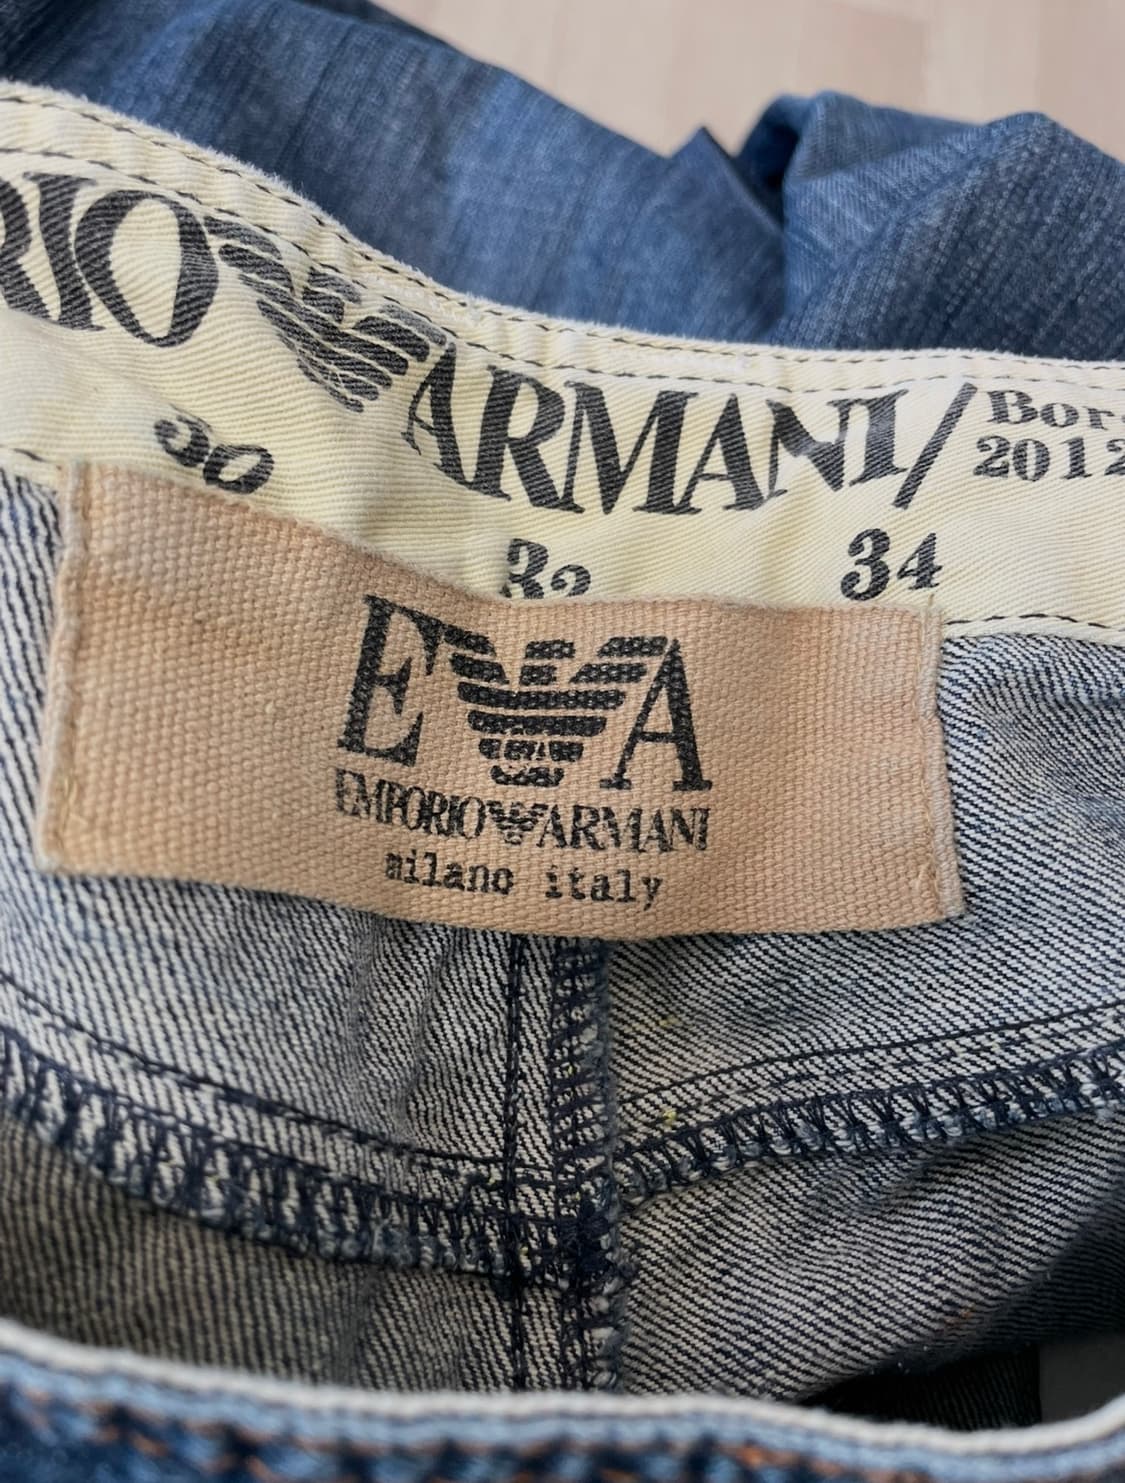 RIO ARMANI/ Bor
2012
30 32 34
E A
EMPORIO ARMANI
milano italy